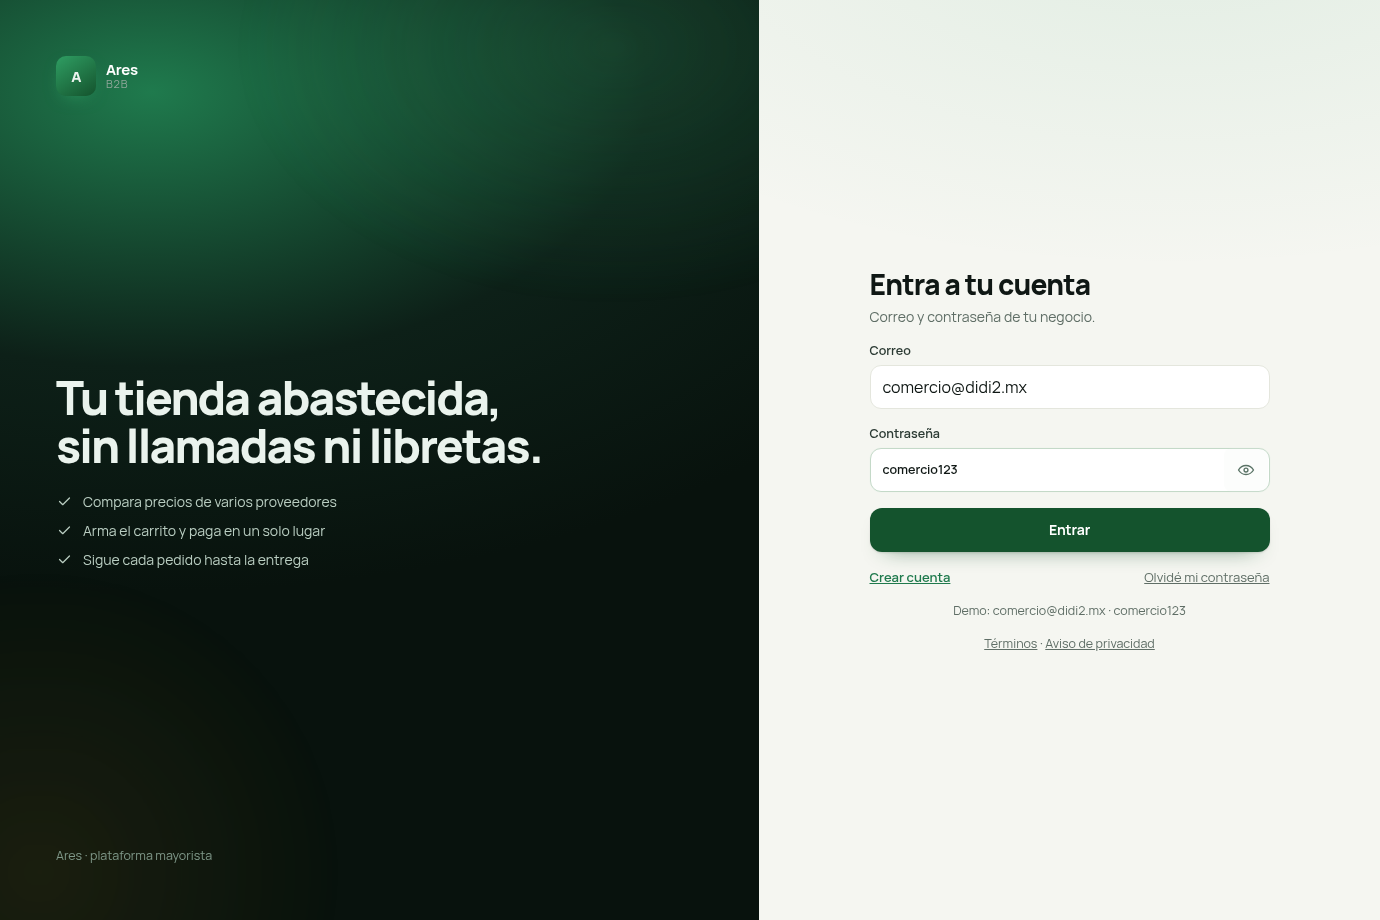 A
Ares
B2B
Tu tienda abastecida,
sin llamadas ni libretas.
Compara precios de varios proveedores
Arma el carrito y paga en un solo lugar
Sigue cada pedido hasta la entrega
Ares · plataforma mayorista
Entra a tu cuenta
Correo y contraseña de tu negocio.
Correo
comercio@didi2.mx
Contraseña
comercio123
Entrar
Crear cuenta
Olvidé mi contraseña
Demo: comercio@didi2.mx · comercio123
Términos · Aviso de privacidad